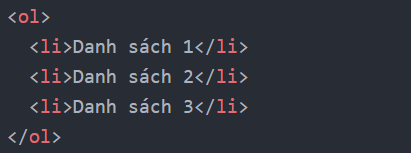 <ol>
  <li>Danh sách 1</li>
  <li>Danh sách 2</li>
  <li>Danh sách 3</li>
</ol>